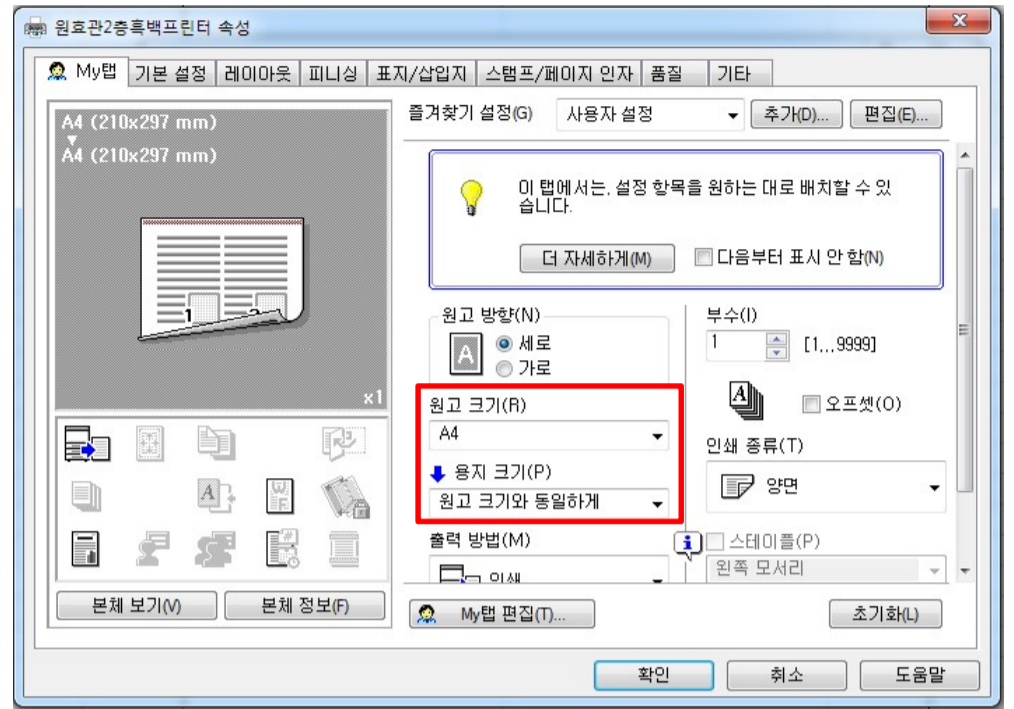 원효관2층흑백프린터 속성
x
My탭 기본 설정 레이아웃 피니싱 표지/삽입지 스탬프/페이지 인자 품질 기타
A4 (210x297 mm)
A4 (210x297 mm)
1 2
x1
W F
#
본체 보기(V) 본체 정보(F)
즐겨찾기 설정(G) 사용자 설정 추가(D)... 편집(E)...
이 탭에서는, 설정 항목을 원하는 대로 배치할 수 있
습니다.
더 자세하게(M) 다음부터 표시 안 함(N)
원고 방향(N)
A
세로
가로
원고 크기(R)
A4
용지 크기(P)
원고 크기와 동일하게
출력 방법(M)
인쇄
부수(I)
1 [1...9999]
A 오프셋(O)
인쇄 종류(T)
양면
스테이플(P)
왼쪽 모서리
My탭 편집(T)... 초기화(L)
확인 취소 도움말